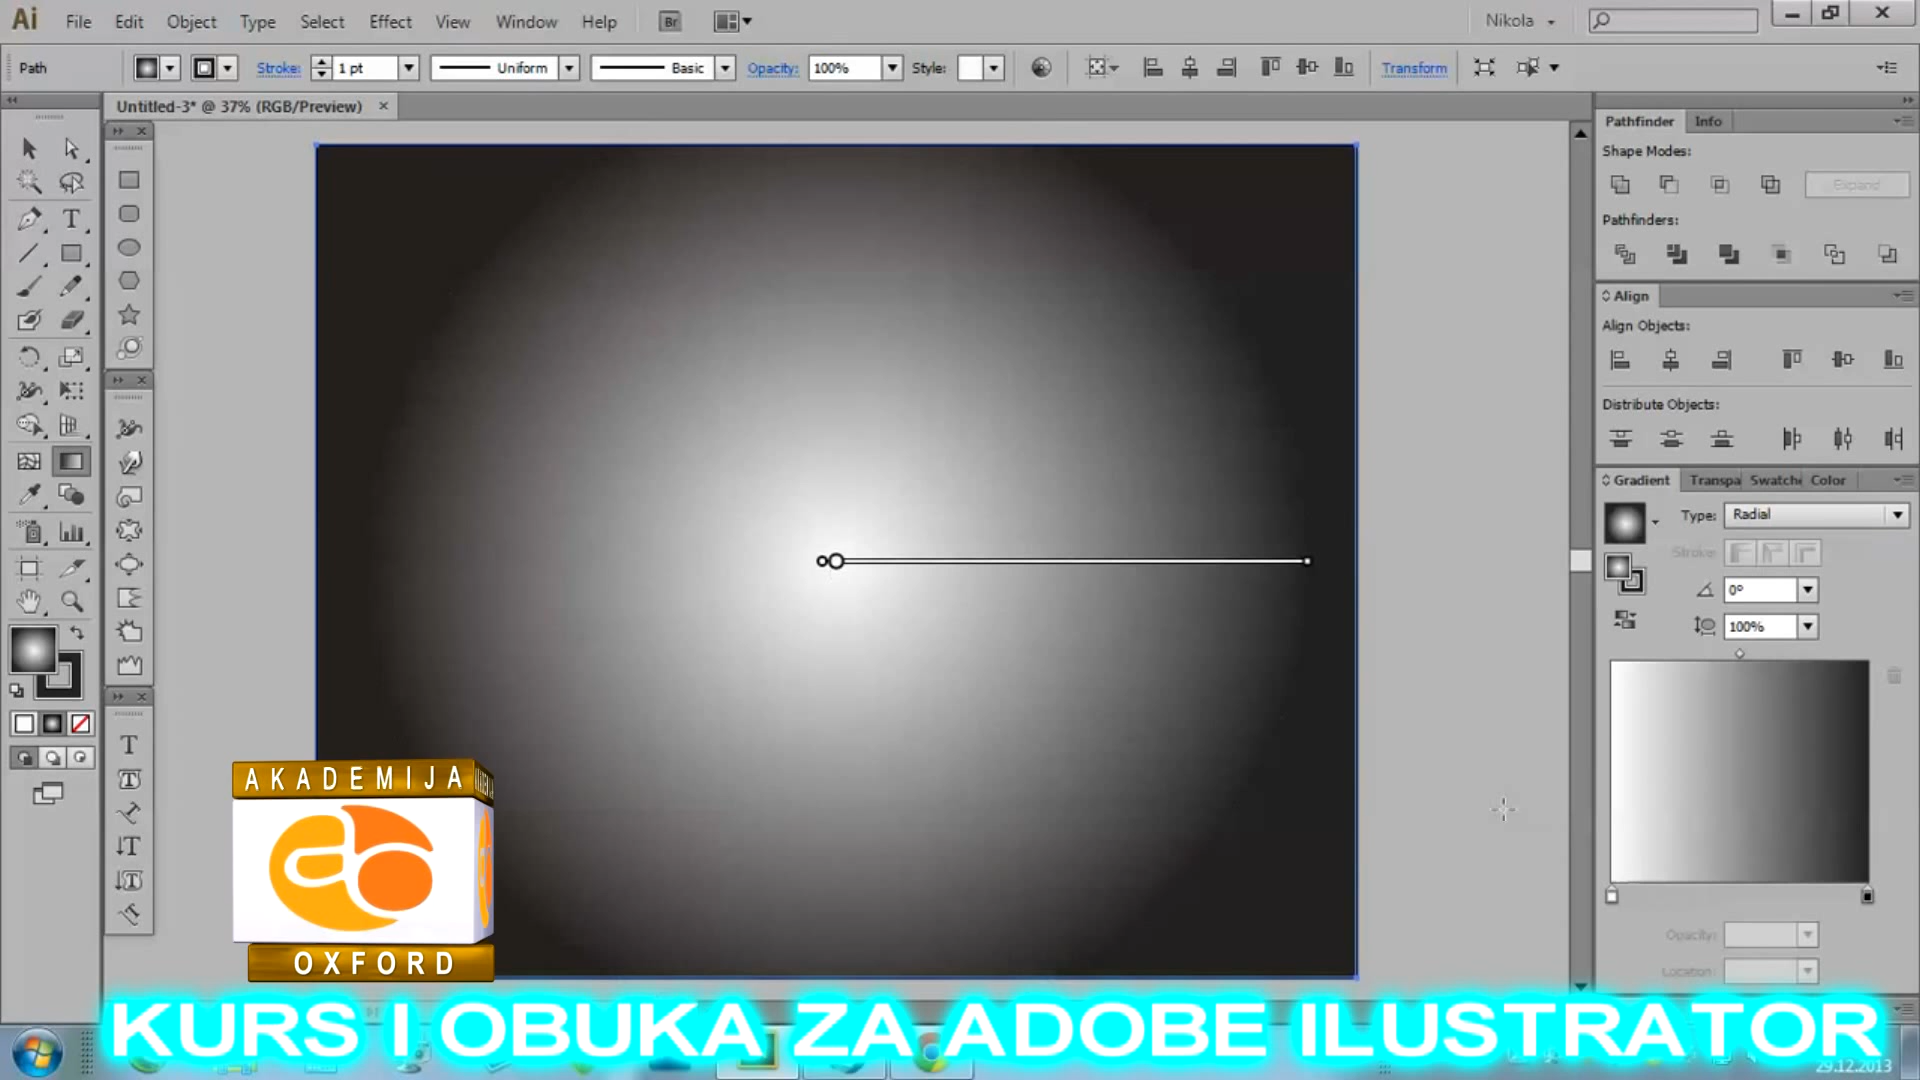 Ai File Edit Object Type Select Effect View Window Help Br Nikola
Path Stroke: 1 pt Uniform Basic Opacity: 100% Style: Transform
Untitled-3* @ 37% (RGB/Preview)
Pathfinder Info
Shape Modes:
Expand
Pathfinders:
Align
Align Objects:
Distribute Objects:
Gradient Transpa Swatche Color
Type: Radial
Stroke:
0°
100%
Opacity:
Location:
AKADEMIJA
OXFORD
KURS I OBUKA ZA ADOBE ILUSTRATOR
29.12.2013